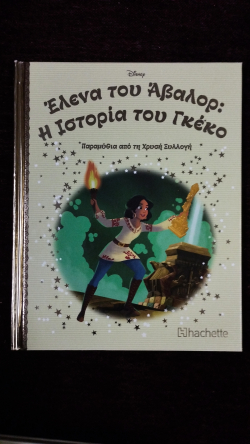 Disney
Έλενα του Άβαλορ:
Η Ιστορία του Γκέκο
Παραμύθια από τη Χρυσή Συλλογή
hachette